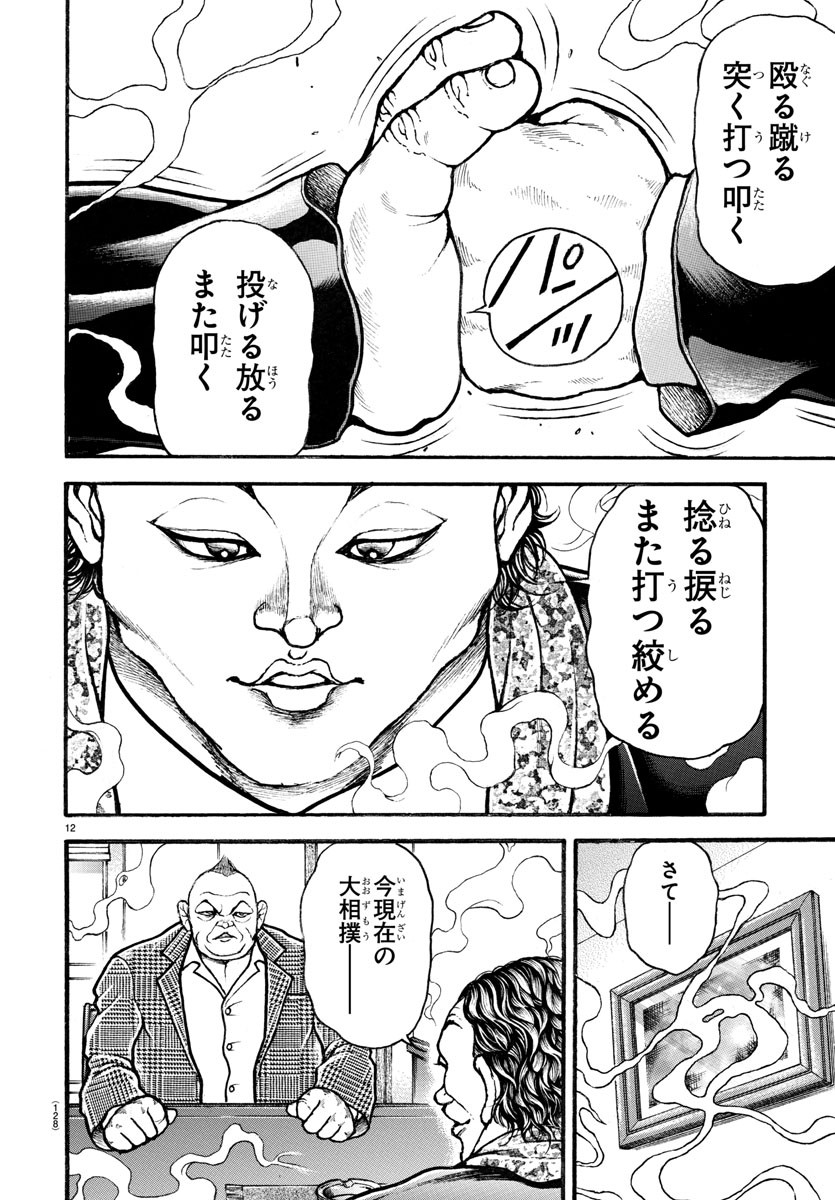 殴る蹴る
突く打つ叩く
パンッ
投げる放る
また叩く
捻る捩る
また打つ絞める
12
さて――
今現在の
大相撲――
(128)